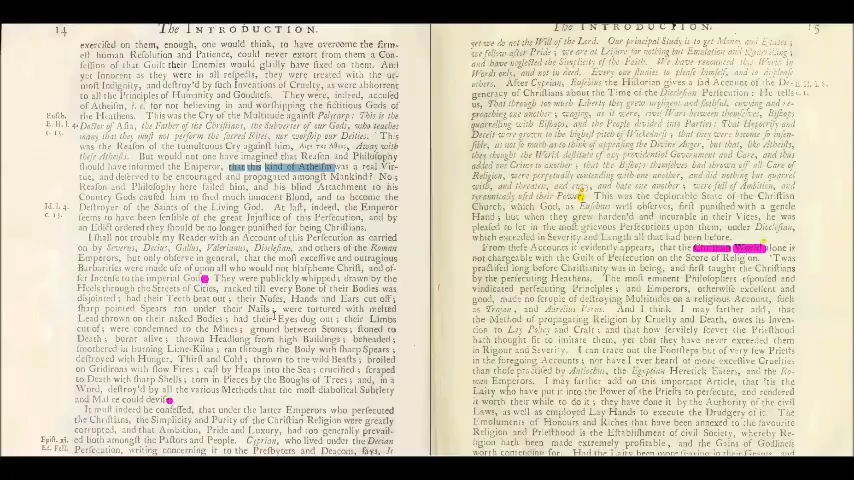 14 The INTRODUCTION.
exercised on them, enough, one would think, to have overcome the firm-
est human Resolution and Patience, could never extort from them a Con-
fession of that Guilt their Enemies would gladly have fixed on them. And
yet Innocent as they were in all respects, they were treated with the ut-
most Indignity, and destroy'd by such Inventions of Cruelty, as were abhorrent
to all the Principles of Humanity and Goodness. They were, indeed, accused
of Atheism, i. e. for not believing in and worshipping the fictitious Gods of
the Heathens. This was the Cry of the Multitude against Polycarp: This is the
Euseb.
E. H. l. 4
c. 15.
Doctor of Asia, the Father of the Christians, the Subverter of our Gods, who teaches
many that they must not perform the sacred Rites, nor worship our Deities. This
was the Reason of the tumultuous Cry against him, Away with
these Atheists. But would not one have imagined that Reason and Philosophy
should have informed the Emperor, that this kind of Atheism was a real Vir-
tue, and deserved to be encouraged and propagated amongst Mankind? No;
Reason and Philosophy here failed him, and his blind Attachment to his
Country Gods caused him to shed much innocent Blood, and to become the
Id. l. 4.
c. 13.
Destroyer of the Saints of the Living God. At last, indeed, the Emperor
seems to have been sensible of the great Injustice of this Persecution, and by
an Edict ordered they should be no longer punished for being Christians.
I shall not trouble my Reader with an Account of this Persecution as carried
on by Severus, Decius, Gallus, Valerianus, Dioclesian, and others of the Roman
Emperors, but only observe in general, that the most excessive and outragious
Barbarities were made use of upon all who would not blaspheme Christ, and of-
fer Incense to the imperial Gods They were publickly whipped; drawn by the
Heels through the Streets of Cities; racked till every Bone of their Bodies was
disjointed; had their Teeth beat out; their Noses, Hands and Ears cut off;
sharp pointed Spears ran under their Nails; were tortured with melted
Lead thrown on their naked Bodies; had their Eyes dug out; their Limbs
cut off; were condemned to the Mines; ground between Stones; stoned to
Death; burnt alive; thrown Headlong from high Buildings; beheaded;
smothered in burning Lime-Kilns; ran through the Body with sharp Spears;
destroyed with Hunger, Thirst and Cold; thrown to the wild Beasts; broiled
on Gridirons with slow Fires; cast by Heaps into the Sea; crucified; scraped
to Death with sharp Shells; torn in Pieces by the Boughs of Trees; and, in a
Word, destroy'd by all the various Methods that the most diabolical Subtlety
and Malice could devise
It must indeed be confessed, that under the latter Emperors who persecuted
the Christians, the Simplicity and Purity of the Christian Religion were greatly
corrupted, and that Ambition, Pride and Luxury, had too generally prevail-
Epist. xi.
Ed. Fell.
ed both amongst the Pastors and People. Cyprian, who lived under the Decian
Persecution, writing concerning it to the Presbyters and Deacons, says, It
The INTRODUCTION. 15
yet we do not the Will of the Lord. Our principal Study is to get Money and Estates;
we follow after Pride; we are at Leisure for nothing but Emulation and Quarrelling;
and have neglected the Simplicity of the Faith. We have renounced this World in
Words only, and not in Deed. Every one studies to please himself, and to displease
others. After Cyprian, Eusebius the Historian gives a sad Account of the De-
generacy of Christians about the Time of the Dioclesian Persecution: He tells
us, That through too much Liberty they grew negligent and slothful, envying and re-
proaching one another; waging, as it were, civil Wars between themselves, Bishops
quarrelling with Bishops, and the People divided into Parties: That Hypocrisy and
Deceit were grown to the highest pitch of Wickedness; that they were become so insen-
sible, as not so much as to think of appeasing the Divine Anger, but that, like Atheists,
they thought the World destitute of any providential Government and Care, and thus
added one Crime to another; that the Bishops themselves had thrown off all Care of
Religion, were perpetually contending with one another, and did nothing but quarrel
with, and threaten, and envy, and hate one another; were full of Ambition, and
tyrannically used their Power. This was the deplorable State of the Christian
Church, which God, as Eusebius well observes, first punished with a gentle
Hand; but when they grew harden'd and incurable in their Vices, he was
pleased to let in the most grievous Persecution upon them, under Dioclesian,
which exceeded in Severity and Length all that had been before.
From these Accounts it evidently appears, that the Christian World alone is
not chargeable with the Guilt of Persecution on the Score of Religion. 'Twas
practised long before Christianity was in being, and first taught the Christians
by the persecuting Heathens. The most eminent Philosophers espoused and
vindicated persecuting Principles; and Emperors, otherwise excellent and
good, made no scruple of destroying Multitudes on a religious Account, such
as Trajan, and Aurelius Verus. And I think I may farther add, that
the Method of propagating Religion by Cruelty and Death, owes its Inven-
tion to Lay Policy and Craft; and that how servilely soever the Priesthood
hath thought fit to imitate them, yet that they have never exceeded them
in Rigour and Severity. I can trace out the Footsteps but of very few Priests
in the foregoing Accounts; nor have I ever heard of more excessive Cruelties
than those practised by Antiochus, the Egyptian Heretick Eaters, and the Ro-
man Emperors. I may farther add on this important Article, that 'tis the
Laity who have put it into the Power of the Priests to persecute, and rendered
it worth their while to do it; they have done it by the Authority of the civil
Laws, as well as employed Lay Hands to execute the Drudgery of it. The
Emoluments of Honours and Riches that have been annexed to the favourite
Religion and Priesthood is the Establishment of civil Society, whereby Re-
ligion hath been made extremely profitable, and the Gains of Godliness
worth contending for. Had the Laity been